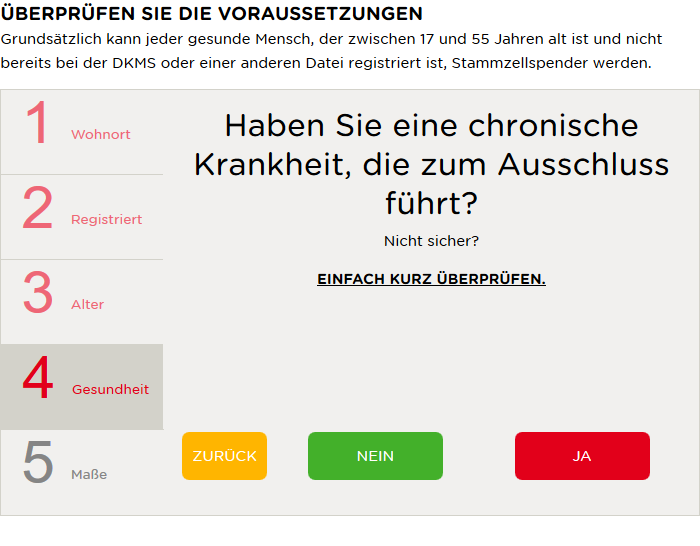 ÜBERPRÜFEN SIE DIE VORAUSSETZUNGEN
Grundsätzlich kann jeder gesunde Mensch, der zwischen 17 und 55 Jahren alt ist und nicht
bereits bei der DKMS oder einer anderen Datei registriert ist, Stammzellspender werden.
1 Wohnort
2 Registriert
3 Alter
4 Gesundheit
5 Maße
Haben Sie eine chronische
Krankheit, die zum Ausschluss
führt?
Nicht sicher?
EINFACH KURZ ÜBERPRÜFEN.
ZURÜCK NEIN JA